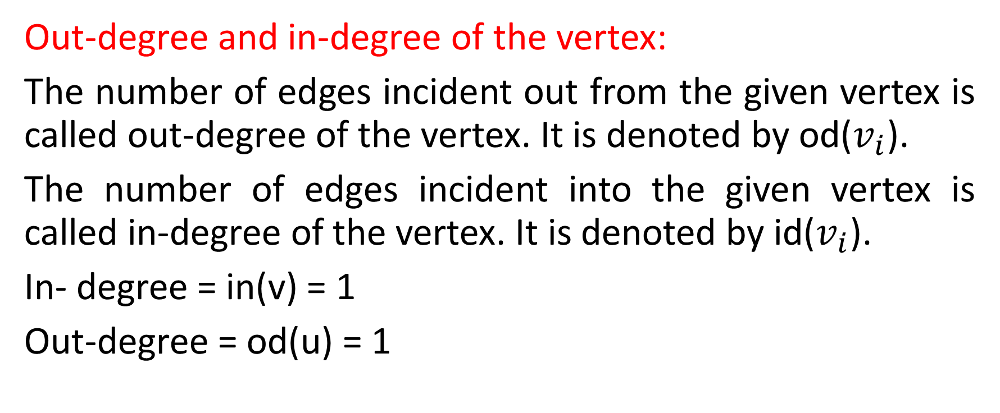 Out-degree and in-degree of the vertex:
The number of edges incident out from the given vertex is
called out-degree of the vertex. It is denoted by od(𝑣ᵢ).
The number of edges incident into the given vertex is
called in-degree of the vertex. It is denoted by id(𝑣ᵢ).
In- degree = in(v) = 1
Out-degree = od(u) = 1